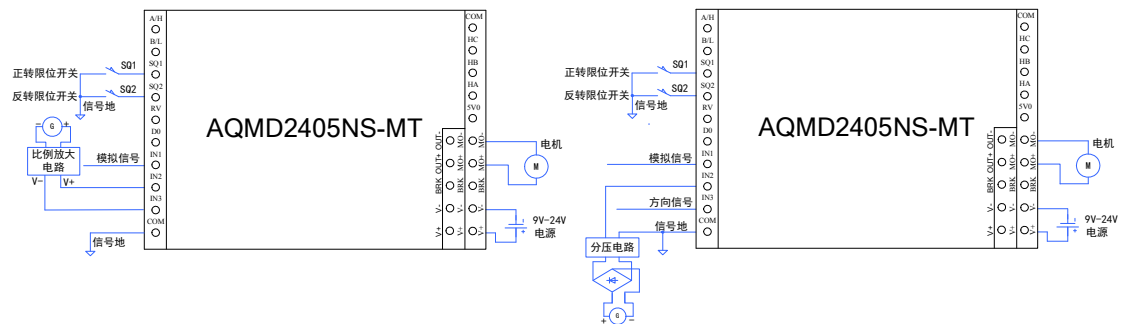 A/H
B/L
SQ1
SQ2
RV
D0
IN1
IN2
IN3
COM
COM
HC
HB
HA
5V0
正转限位开关
SQ1
反转限位开关
SQ2
信号地
- G +
比例放大
电路
V- V+
模拟信号
信号地
AQMD2405NS-MT
OUT-
OUT+
BRK
V-
V+
MO-
MO+
BRK
V-
V+
电机
M
9V-24V
电源
A/H
B/L
SQ1
SQ2
RV
D0
IN1
IN2
IN3
COM
COM
HC
HB
HA
5V0
正转限位开关
SQ1
反转限位开关
SQ2
信号地
模拟信号
方向信号
信号地
分压电路
+ G -
AQMD2405NS-MT
OUT-
OUT+
BRK
V-
V+
MO-
MO+
BRK
V-
V+
电机
M
9V-24V
电源